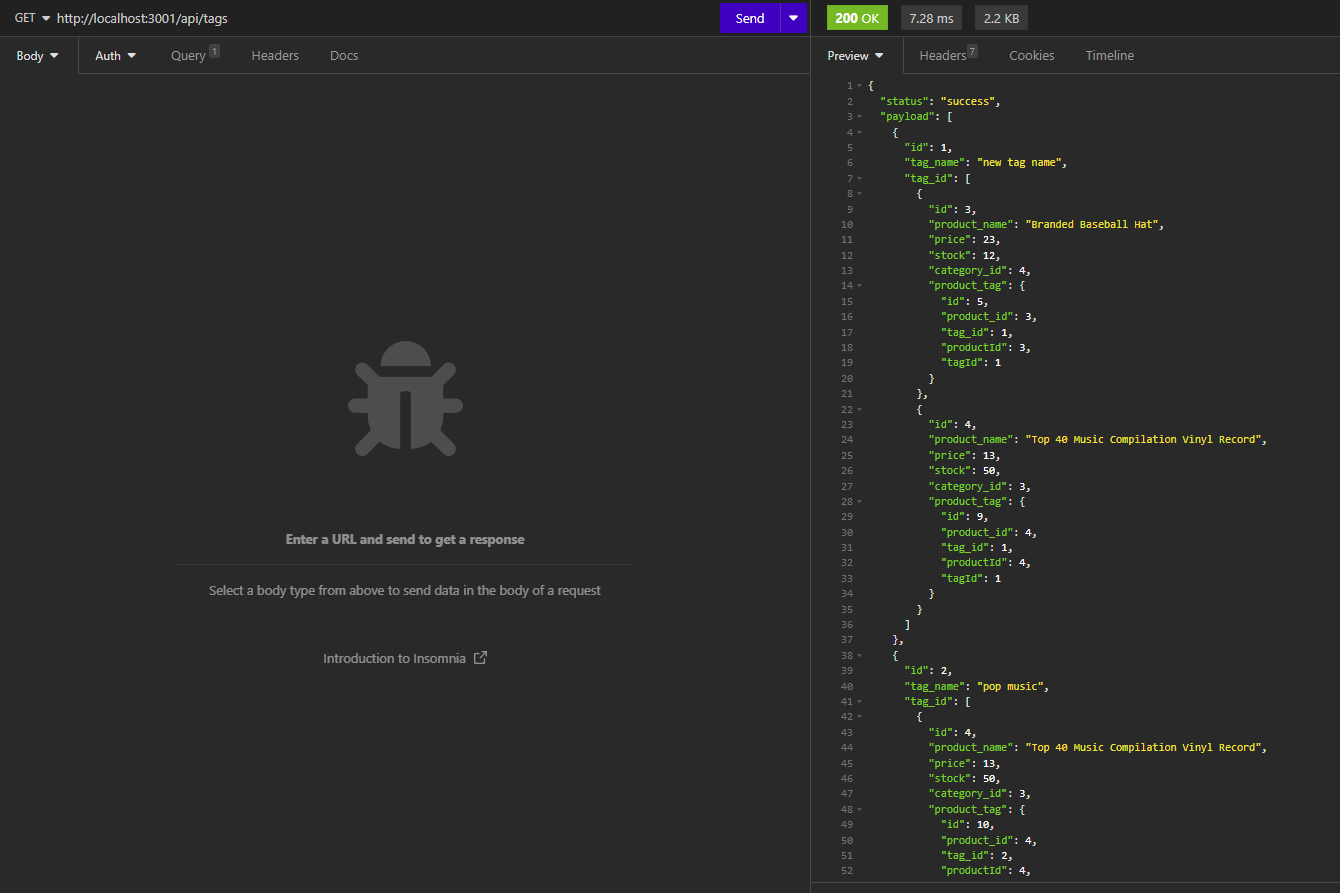 GET http://localhost:3001/api/tags Send
200 OK 7.28 ms 2.2 KB
Body Auth Query 1 Headers Docs
Preview Headers 7 Cookies Timeline
Enter a URL and send to get a response
Select a body type from above to send data in the body of a request
Introduction to Insomnia
1 {
2 "status": "success",
3 "payload": [
4 {
5 "id": 1,
6 "tag_name": "new tag name",
7 "tag_id": [
8 {
9 "id": 3,
10 "product_name": "Branded Baseball Hat",
11 "price": 23,
12 "stock": 12,
13 "category_id": 4,
14 "product_tag": {
15 "id": 5,
16 "product_id": 3,
17 "tag_id": 1,
18 "productId": 3,
19 "tagId": 1
20 }
21 },
22 {
23 "id": 4,
24 "product_name": "Top 40 Music Compilation Vinyl Record",
25 "price": 13,
26 "stock": 50,
27 "category_id": 3,
28 "product_tag": {
29 "id": 9,
30 "product_id": 4,
31 "tag_id": 1,
32 "productId": 4,
33 "tagId": 1
34 }
35 }
36 ]
37 },
38 {
39 "id": 2,
40 "tag_name": "pop music",
41 "tag_id": [
42 {
43 "id": 4,
44 "product_name": "Top 40 Music Compilation Vinyl Record",
45 "price": 13,
46 "stock": 50,
47 "category_id": 3,
48 "product_tag": {
49 "id": 10,
50 "product_id": 4,
51 "tag_id": 2,
52 "productId": 4,